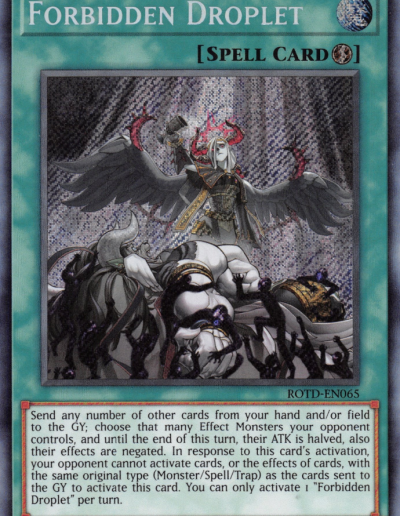 Forbidden Droplet
[Spell Card]
ROTD-EN065
Send any number of other cards from your hand and/or field
to the GY; choose that many Effect Monsters your opponent
controls, and until the end of this turn, their ATK is halved, also
their effects are negated. In response to this card's activation,
your opponent cannot activate cards, or the effects of cards, with
the same original type (Monster/Spell/Trap) as the cards sent to
the GY to activate this card. You can only activate 1 "Forbidden
Droplet" per turn.